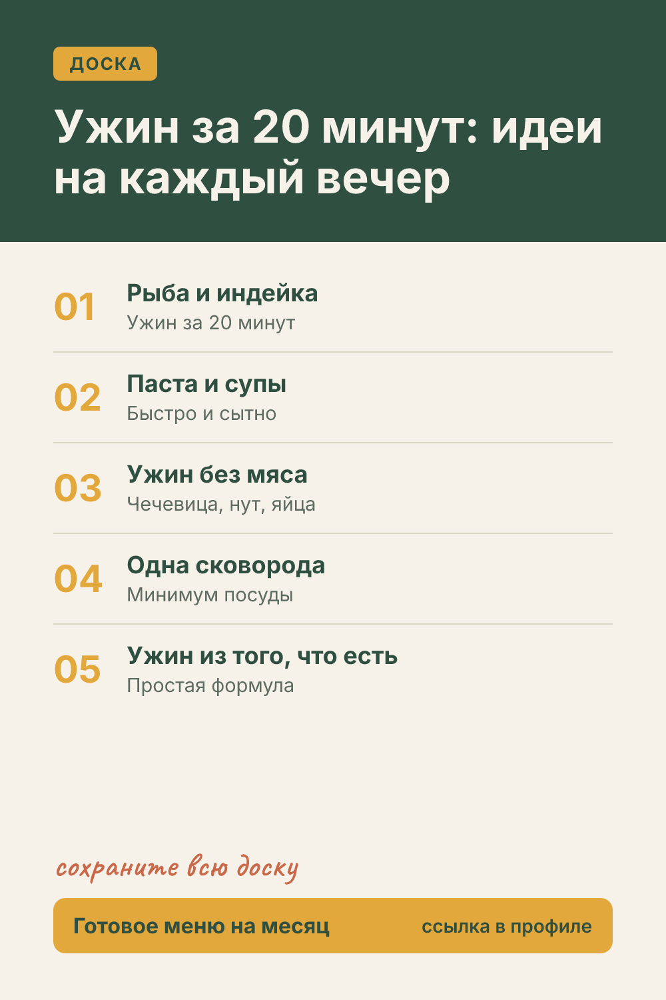 ДОСКА
Ужин за 20 минут: идеи
на каждый вечер
01
Рыба и индейка
Ужин за 20 минут
02
Паста и супы
Быстро и сытно
03
Ужин без мяса
Чечевица, нут, яйца
04
Одна сковорода
Минимум посуды
05
Ужин из того, что есть
Простая формула
сохраните всю доску
Готовое меню на месяц
ссылка в профиле